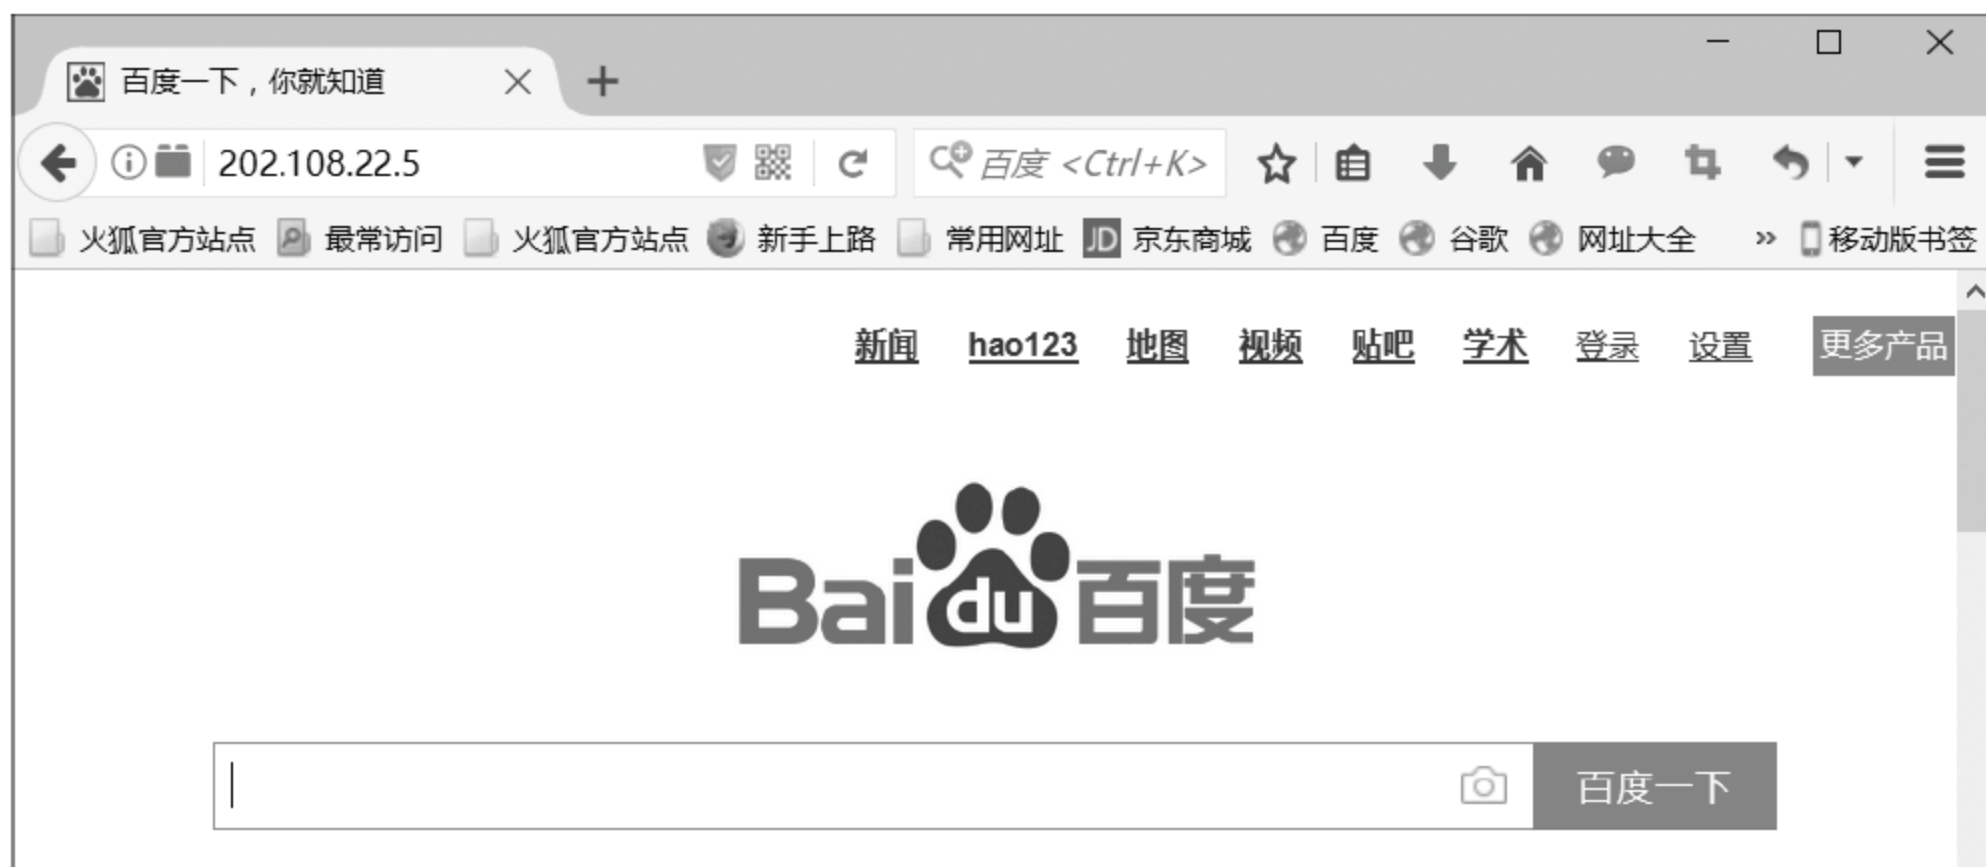 百度一下，你就知道
202.108.22.5 百度 <Ctrl+K>
火狐官方站点 最常访问 火狐官方站点 新手上路 常用网址 JD 京东商城 百度 谷歌 网址大全 » 移动版书签
新闻 hao123 地图 视频 贴吧 学术 登录 设置 更多产品
Bai du 百度
百度一下